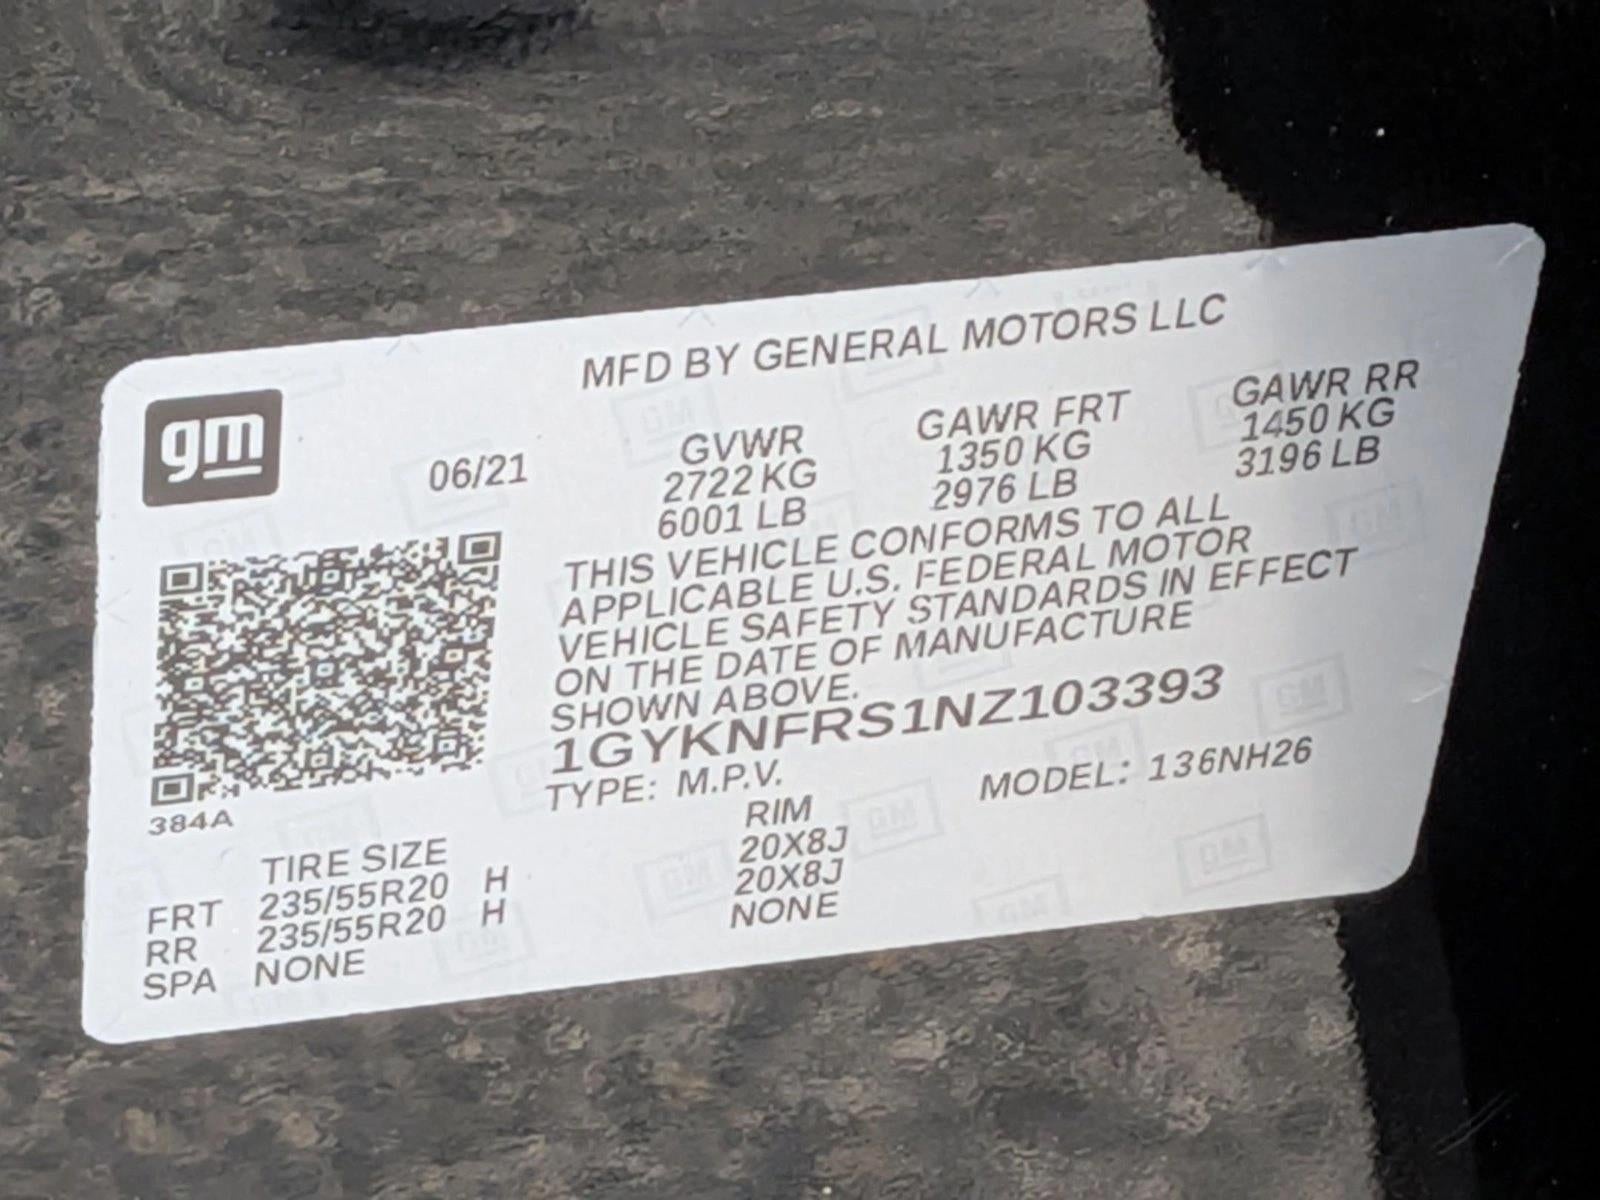 MFD BY GENERAL MOTORS LLC
gm
06/21
GVWR GAWR FRT GAWR RR
2722 KG 1350 KG 1450 KG
6001 LB 2976 LB 3196 LB
THIS VEHICLE CONFORMS TO ALL
APPLICABLE U.S. FEDERAL MOTOR
VEHICLE SAFETY STANDARDS IN EFFECT
ON THE DATE OF MANUFACTURE
SHOWN ABOVE.
1GYKNFRS1NZ103393
TYPE: M.P.V. MODEL: 136NH26
384A
TIRE SIZE RIM
FRT 235/55R20 H 20X8J
RR 235/55R20 H 20X8J
SPA NONE NONE